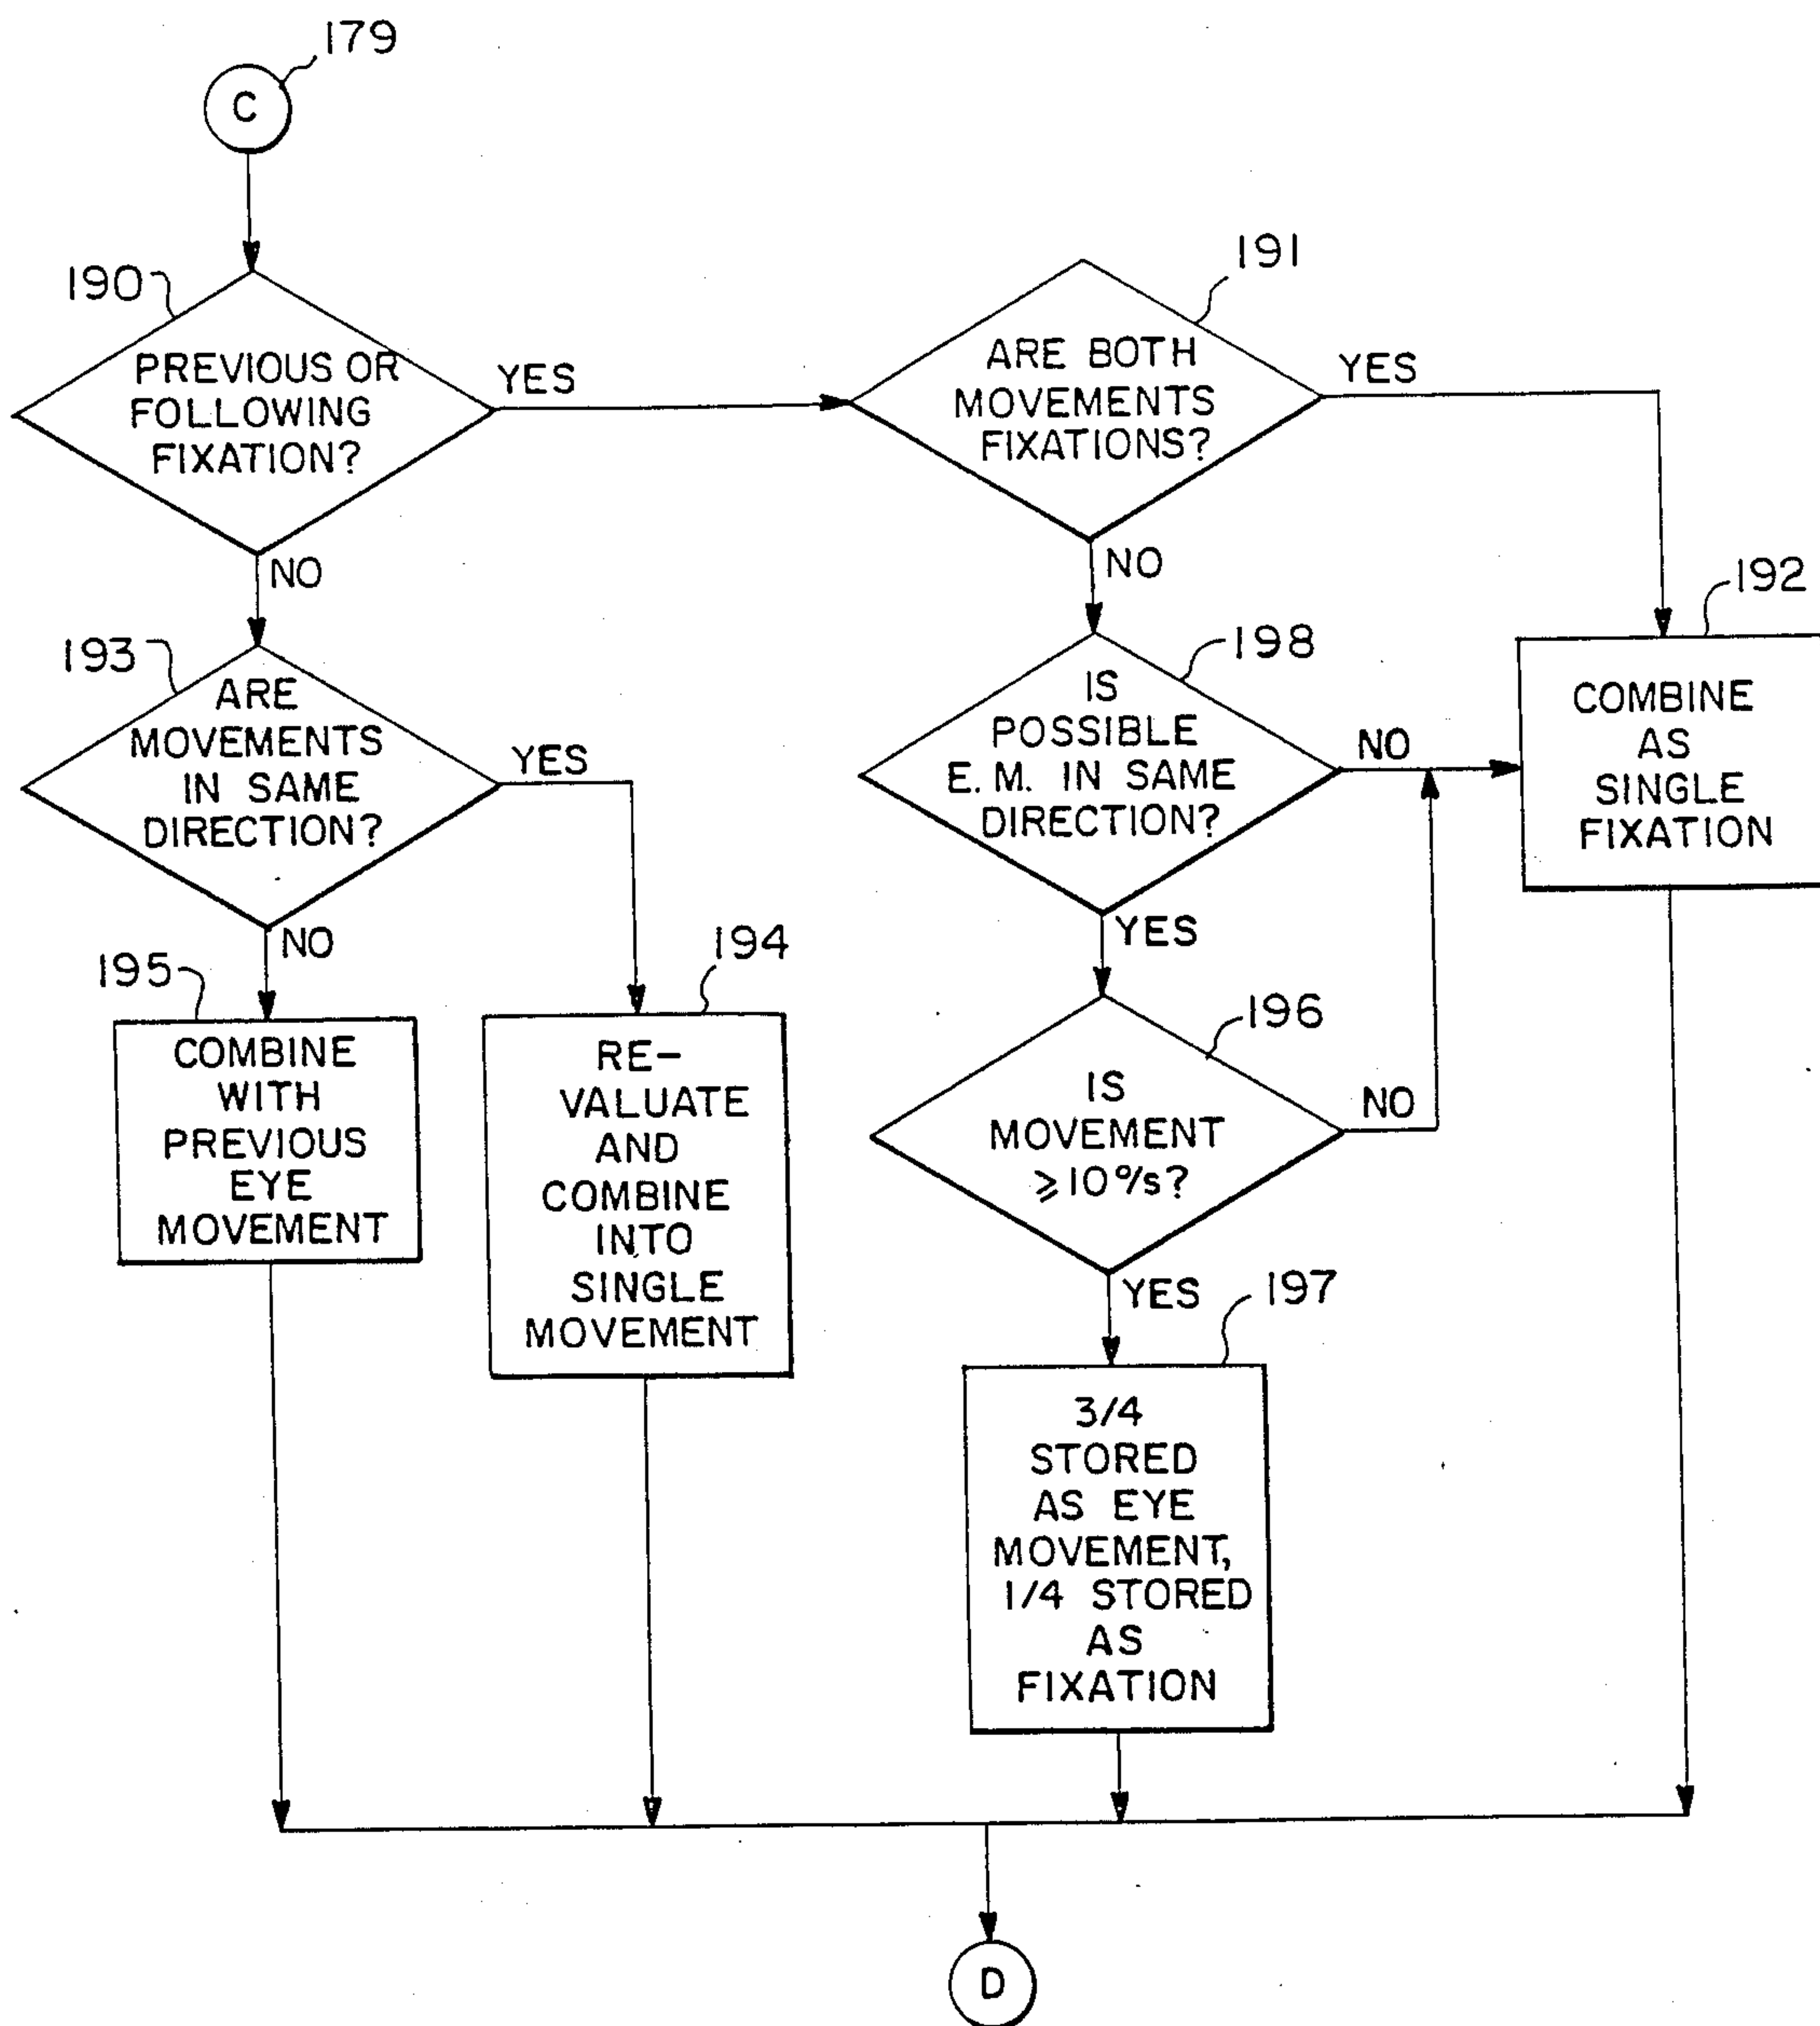 179
C
190
PREVIOUS OR
FOLLOWING
FIXATION?
YES
NO
191
ARE BOTH
MOVEMENTS
FIXATIONS?
YES
NO
192
COMBINE
AS
SINGLE
FIXATION
193
ARE
MOVEMENTS
IN SAME
DIRECTION?
YES
NO
198
IS
POSSIBLE
E. M. IN SAME
DIRECTION?
NO
YES
195
COMBINE
WITH
PREVIOUS
EYE
MOVEMENT
194
RE-
VALUATE
AND
COMBINE
INTO
SINGLE
MOVEMENT
196
IS
MOVEMENT
≥10°/s?
NO
YES
197
3/4
STORED
AS EYE
MOVEMENT,
1/4 STORED
AS
FIXATION
D